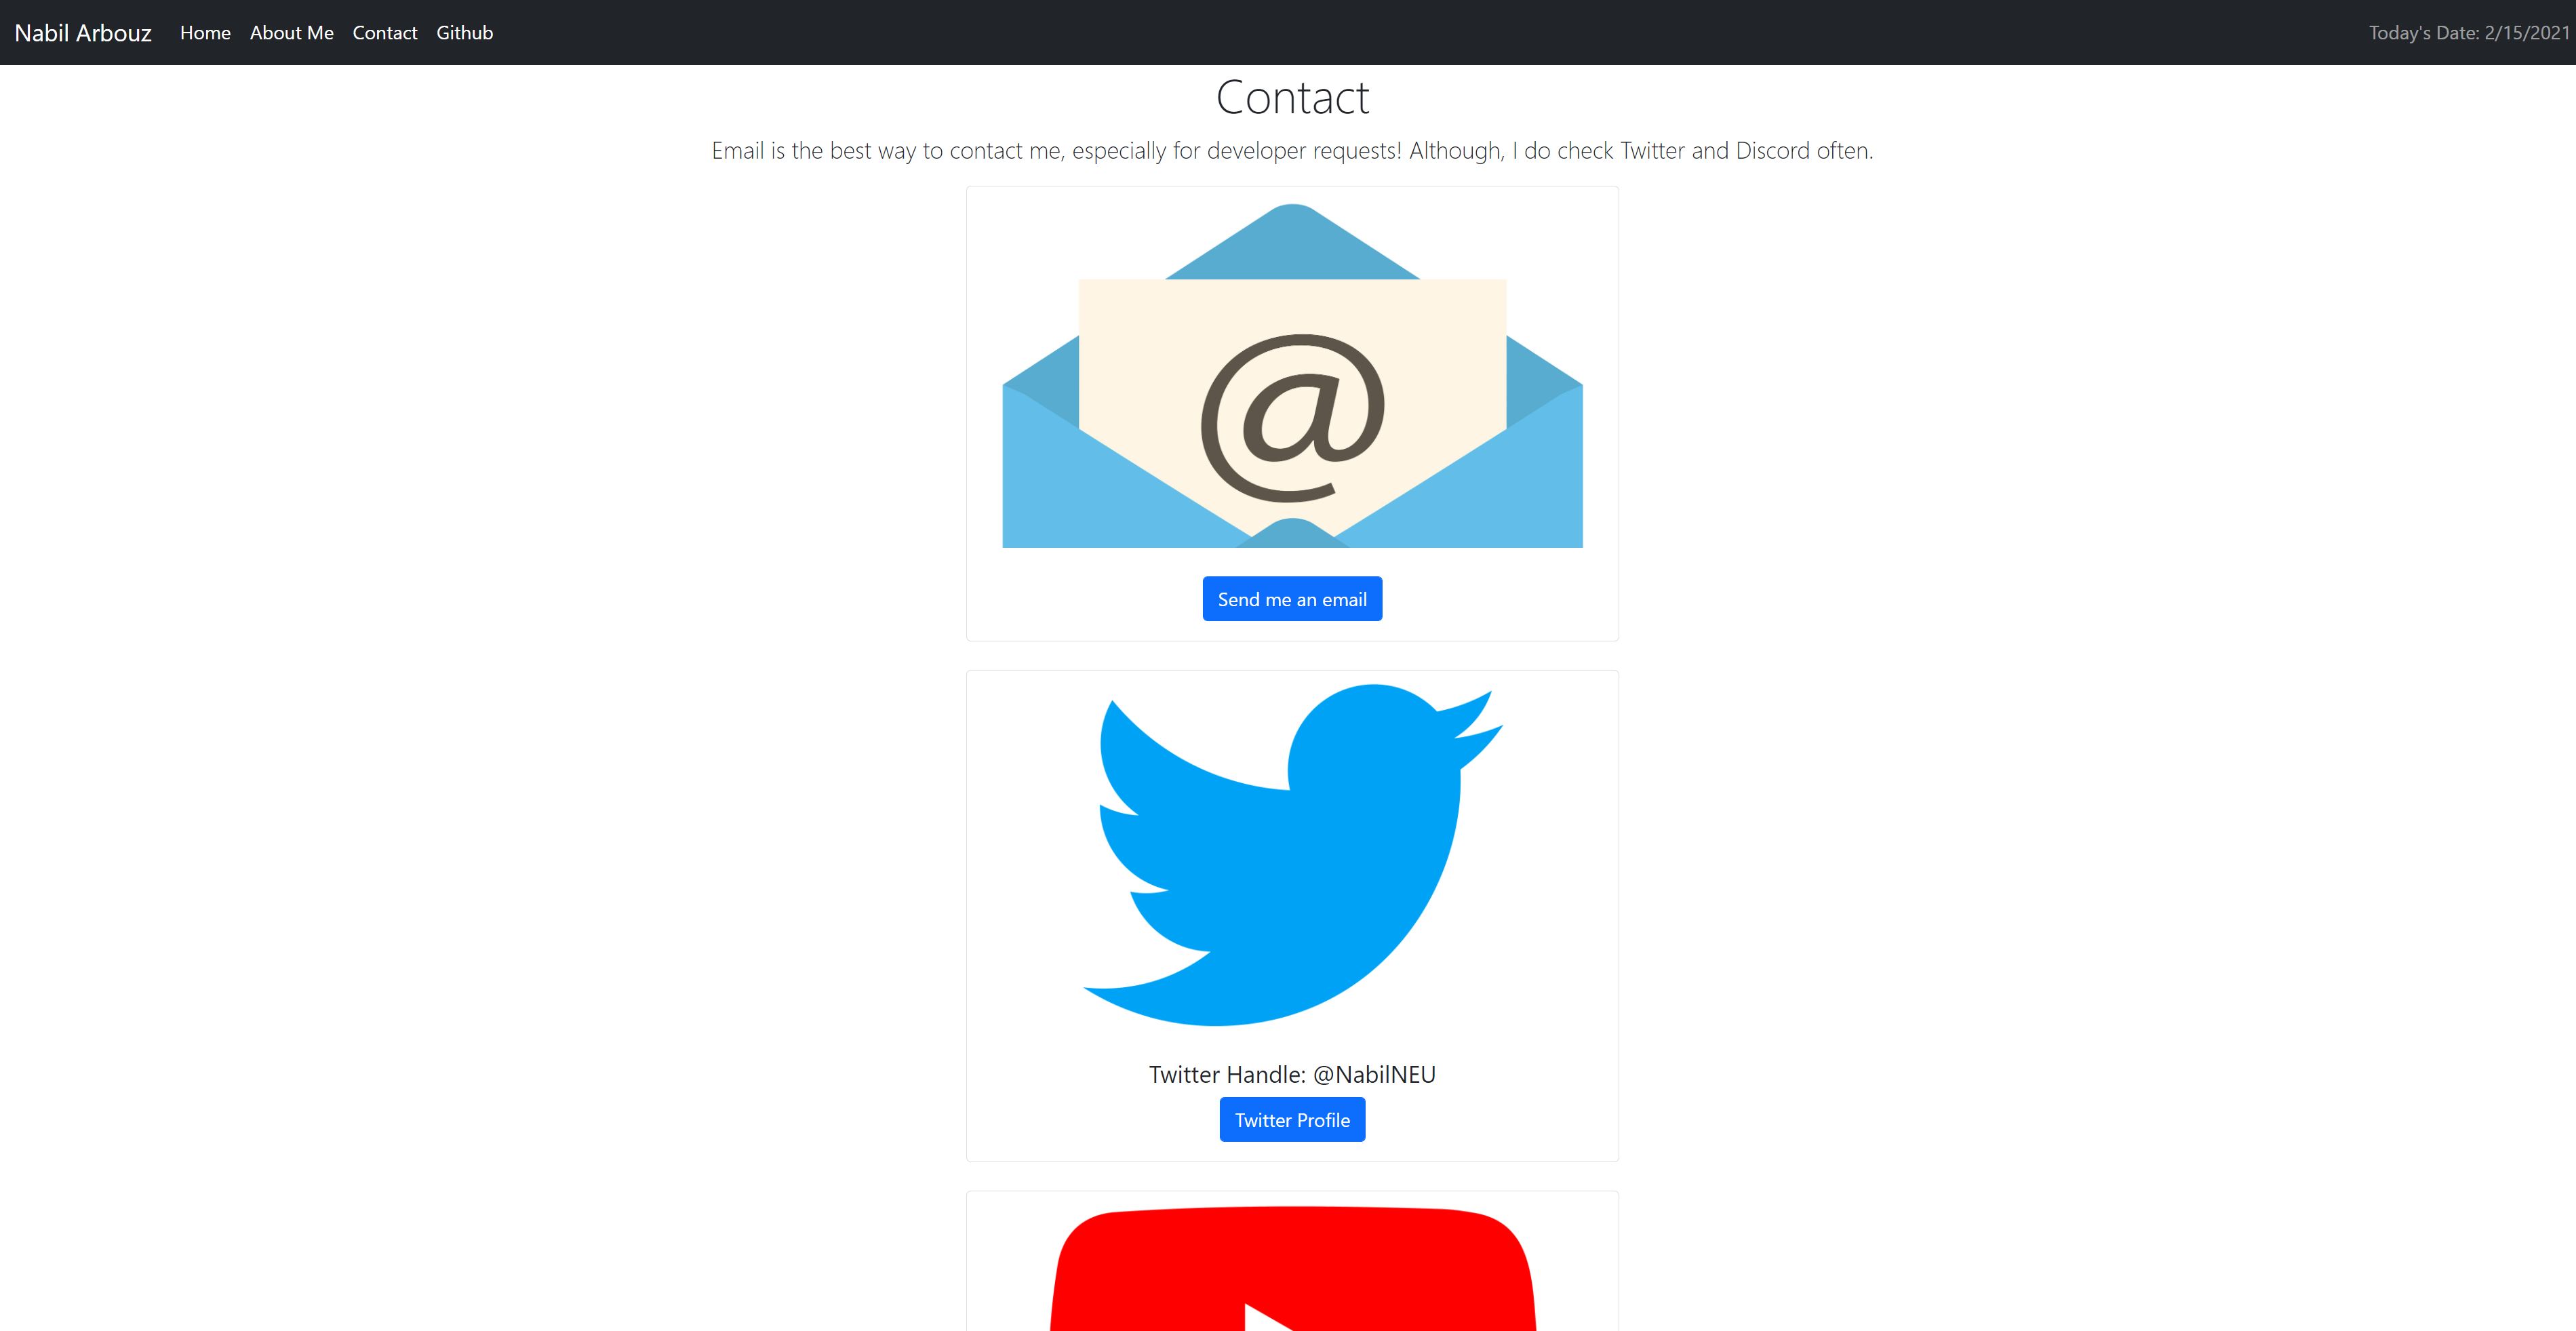 Nabil Arbouz Home About Me Contact Github Today's Date: 2/15/2021
Contact
Email is the best way to contact me, especially for developer requests! Although, I do check Twitter and Discord often.
@
Send me an email
Twitter Handle: @NabilNEU
Twitter Profile